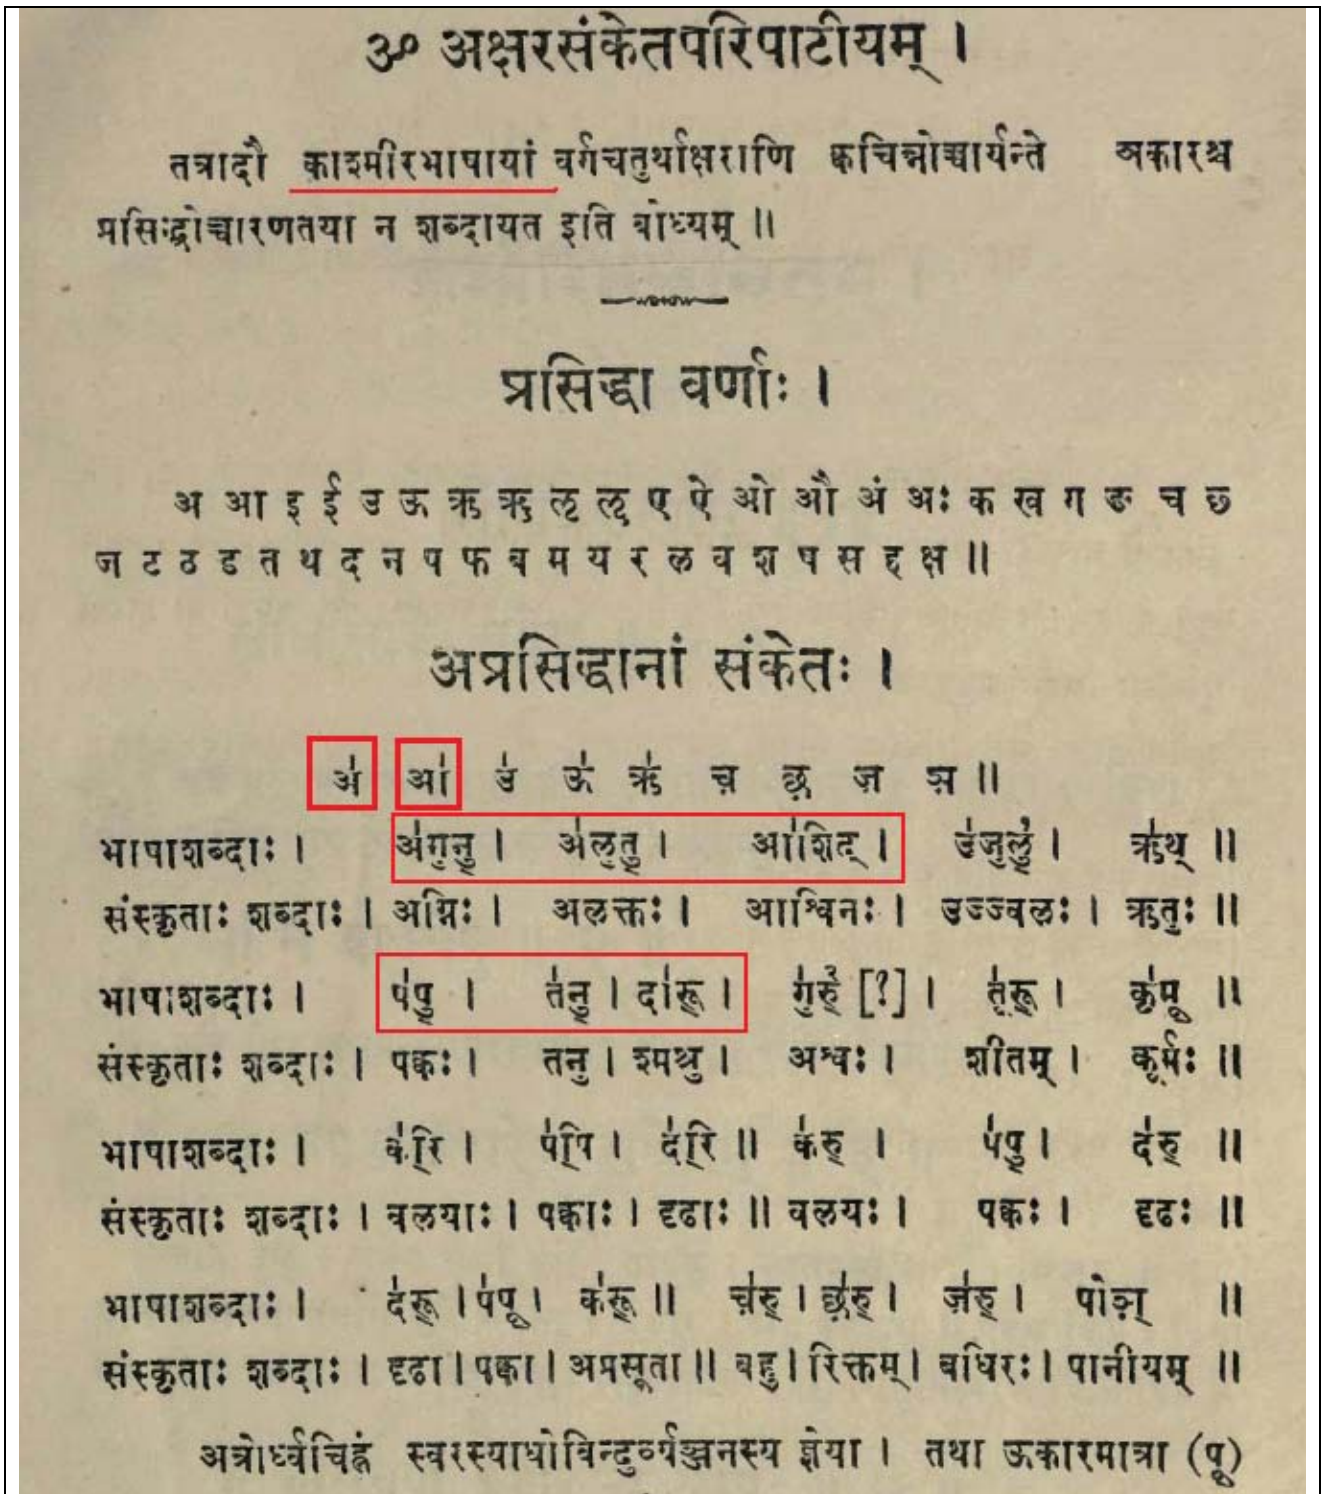 ॐ अक्षरसंकेतपरिपाटीयम् ।
तत्रादौ काश्मीरभाषायां वर्गचतुर्थाक्षराणि क्वचिन्नोच्चार्यन्ते ञकारश्च
प्रसिद्धोच्चारणतया न शब्दायत इति बोध्यम् ॥
प्रसिद्धा वर्णाः ।
अ आ इ ई उ ऊ ऋ ॠ ऌ ॡ ए ऐ ओ औ अं अः क ख ग ङ च छ
ज ट ठ ड त थ द न प फ ब म य र ल व श ष स ह क्ष ॥
अप्रसिद्धानां संकेतः ।
अ॑ आ॑ उ॑ ऊ॑ ऋ॑ च़ छ़ ज़ ञ़ ॥
भाषाशब्दाः । अ॑ग॒नु॒ । अ॑ल॒तु॒ । आ॑शिद् । उ॑जु॒लु॑ । ऋ॑थ् ॥
संस्कृताः शब्दाः । अग्निः । अलक्तः । आश्विनः । उज्ज्वलः । ऋतुः ॥
भाषाशब्दाः । प॑पु॒ । त॑नु॒ । दा॑रू॒ । गु॑रु॑ [?] । तू॑रू॒ । कू॑मू॒ ॥
संस्कृताः शब्दाः । पक्वः । तनु । श्मश्रु । अश्वः । शीतम् । कूर्मः ॥
भाषाशब्दाः । क॑रि॒ । प॑पि॒ । द॑रि॒ ॥ क॑रु॒ । प॑पु॒ । द॑रु॒ ॥
संस्कृताः शब्दाः । वलयाः । पक्वाः । दृढाः ॥ वलयः । पक्वः । दृढः ॥
भाषाशब्दाः । द॑रू॒ । प॑पू॒ । क॑रू॒ ॥ च़॑रु॒ । छ़॑रु॒ । ज़॑रु॒ । पोञ़् ॥
संस्कृताः शब्दाः । दृढा । पक्वा । अप्रसूता ॥ बहु । रिक्तम् । बधिरः । पानीयम् ॥
अत्रोर्ध्वचिह्नं स्वरस्याधोविन्दुर्व्यञ्जनस्य ज्ञेया । तथा ऊकारमात्रा (पू॒)